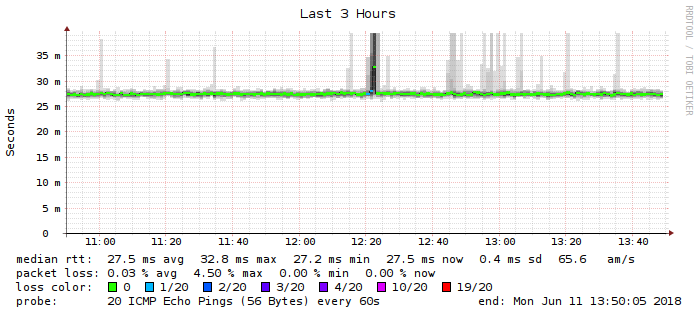 Last 3 Hours
RRDTOOL / TOBI OETIKER
Seconds
35 m
30 m
25 m
20 m
15 m
10 m
5 m
0
11:00 11:20 11:40 12:00 12:20 12:40 13:00 13:20 13:40
median rtt: 27.5 ms avg 32.8 ms max 27.2 ms min 27.5 ms now 0.4 ms sd 65.6 am/s
packet loss: 0.03 % avg 4.50 % max 0.00 % min 0.00 % now
loss color: 0 1/20 2/20 3/20 4/20 10/20 19/20
probe: 20 ICMP Echo Pings (56 Bytes) every 60s end: Mon Jun 11 13:50:05 2018